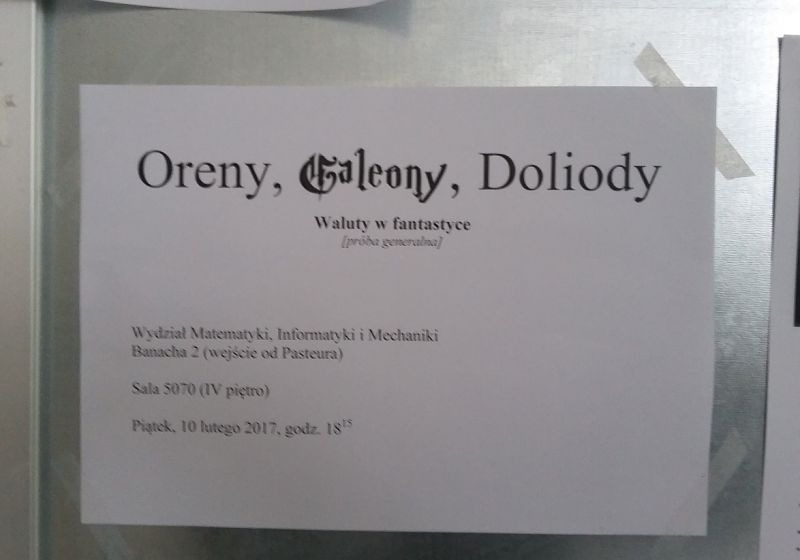 Oreny, Galeony, Doliody
Waluty w fantastyce
[próba generalna]
Wydział Matematyki, Informatyki i Mechaniki
Banacha 2 (wejście od Pasteura)
Sala 5070 (IV piętro)
Piątek, 10 lutego 2017, godz. 18¹⁵